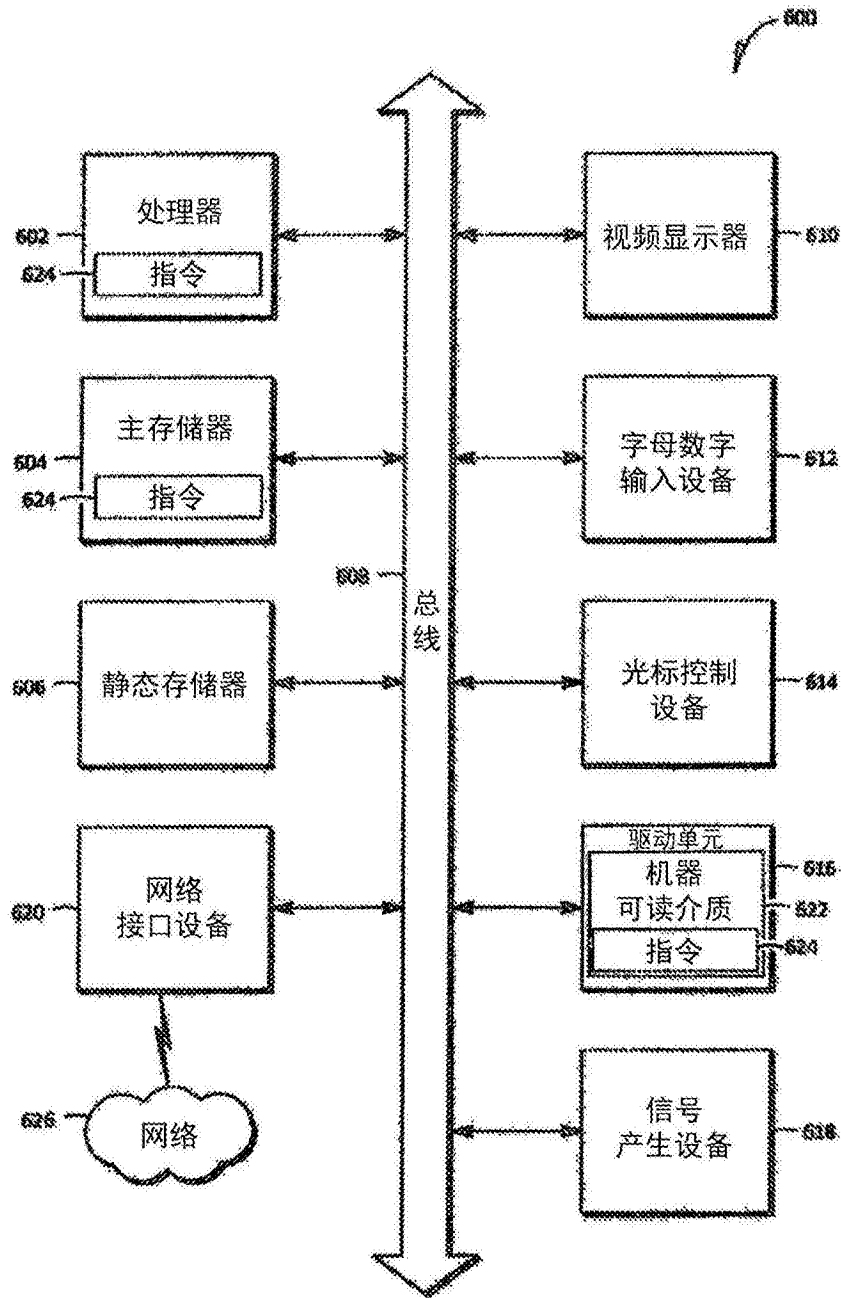 600
处理器
602
624
指令
主存储器
604
624
指令
静态存储器
606
网络
接口设备
620
626
网络
608
总
线
视频显示器
610
字母数字
输入设备
612
光标控制
设备
614
驱动单元
616
机器
可读介质
622
指令
624
信号
产生设备
618